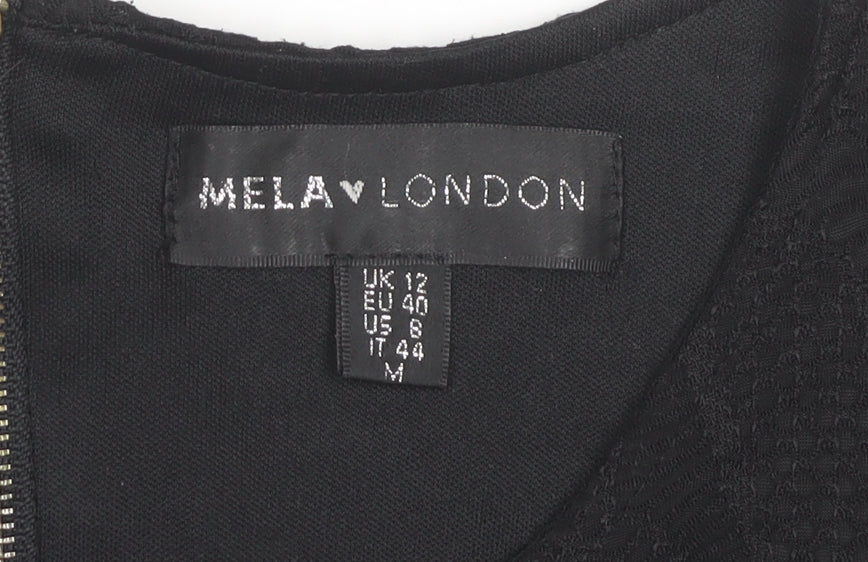 MELA♥LONDON
UK 12
EU 40
US 8
IT 44
M